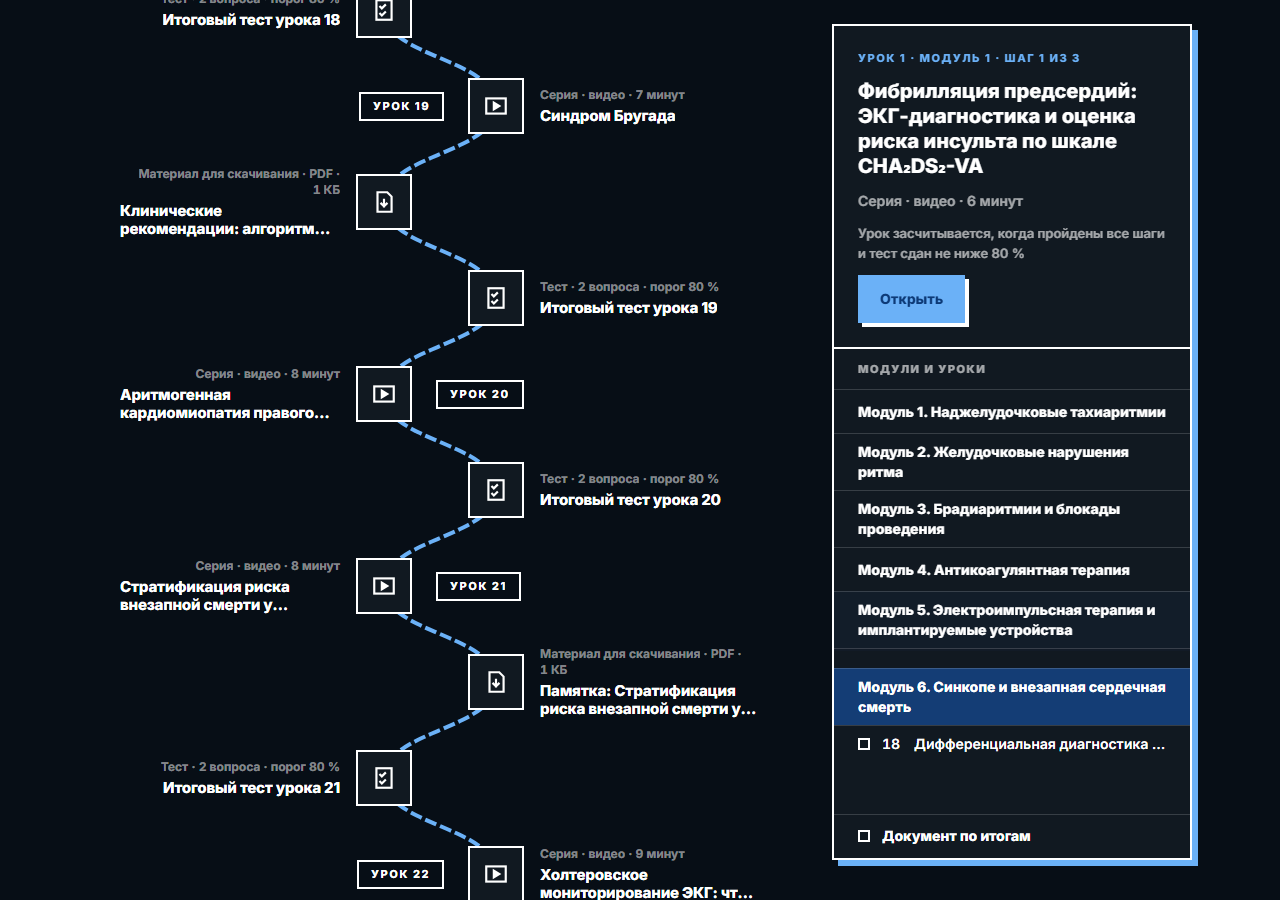 Тест · 2 вопроса · порог 80 %
Итоговый тест урока 18
УРОК 19
Серия · видео · 7 минут
Синдром Бругада
Материал для скачивания · PDF ·
1 КБ
Клинические
рекомендации: алгоритм…
Тест · 2 вопроса · порог 80 %
Итоговый тест урока 19
Серия · видео · 8 минут
Аритмогенная
кардиомиопатия правого…
УРОК 20
Тест · 2 вопроса · порог 80 %
Итоговый тест урока 20
Серия · видео · 8 минут
Стратификация риска
внезапной смерти у…
УРОК 21
Материал для скачивания · PDF ·
1 КБ
Памятка: Стратификация
риска внезапной смерти у…
Тест · 2 вопроса · порог 80 %
Итоговый тест урока 21
УРОК 22
Серия · видео · 9 минут
Холтеровское
мониторирование ЭКГ: чт…
УРОК 1 · МОДУЛЬ 1 · ШАГ 1 ИЗ 3
Фибрилляция предсердий:
ЭКГ-диагностика и оценка
риска инсульта по шкале
CHA₂DS₂-VA
Серия · видео · 6 минут
Урок засчитывается, когда пройдены все шаги
и тест сдан не ниже 80 %
Открыть
МОДУЛИ И УРОКИ
Модуль 1. Наджелудочковые тахиаритмии
Модуль 2. Желудочковые нарушения
ритма
Модуль 3. Брадиаритмии и блокады
проведения
Модуль 4. Антикоагулянтная терапия
Модуль 5. Электроимпульсная терапия и
имплантируемые устройства
Модуль 6. Синкопе и внезапная сердечная
смерть
18 Дифференциальная диагностика …
Документ по итогам